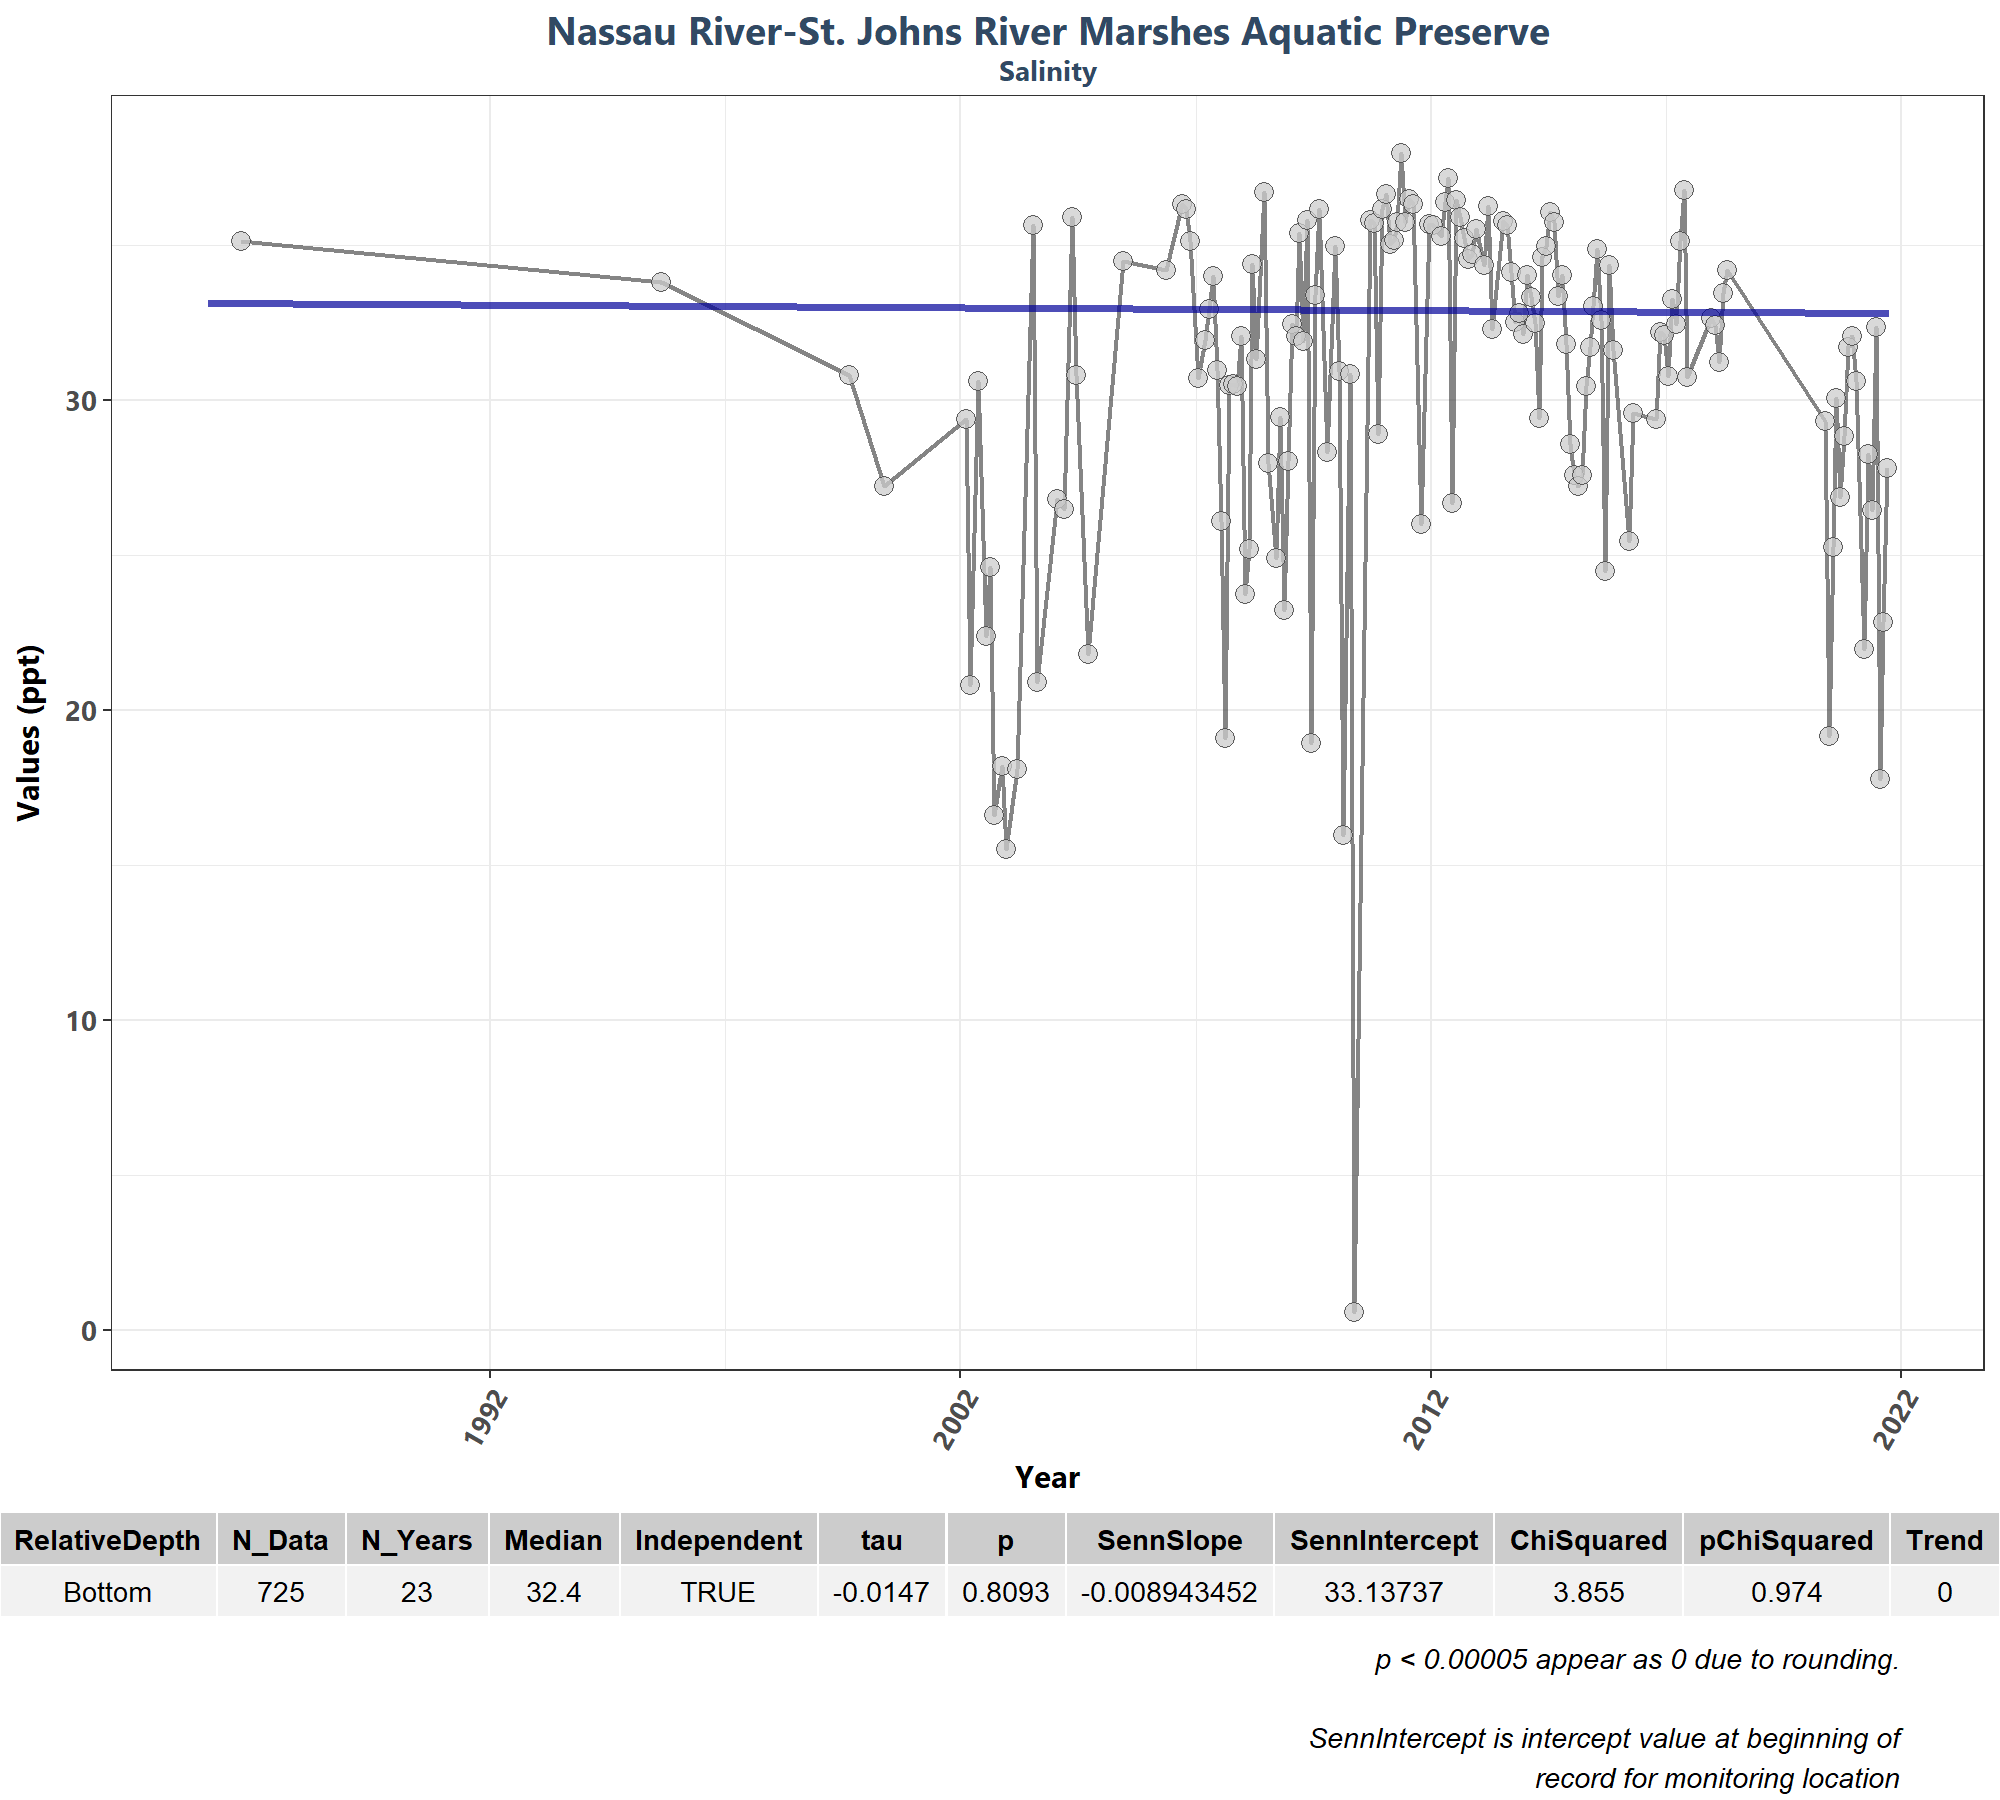 Nassau River-St. Johns River Marshes Aquatic Preserve
Salinity
Values (ppt)
30
20
10
0
1992
2002
2012
2022
Year
RelativeDepth N_Data N_Years Median Independent tau p SennSlope SennIntercept ChiSquared pChiSquared Trend
Bottom 725 23 32.4 TRUE -0.0147 0.8093 -0.008943452 33.13737 3.855 0.974 0
p < 0.00005 appear as 0 due to rounding.
SennIntercept is intercept value at beginning of
record for monitoring location